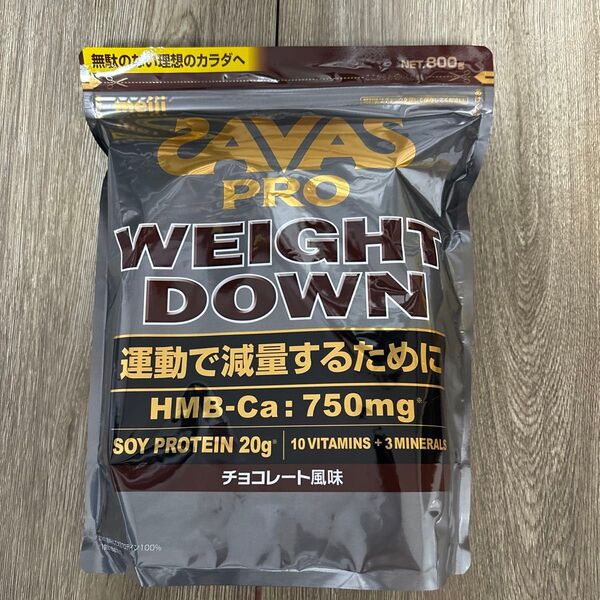 無駄のない理想のカラダへ
NET.800g
meiji
SAVAS
PRO
WEIGHT
DOWN
運動で減量するために
HMB-Ca:750mg※
SOY PROTEIN 20g※ 10 VITAMINS + 3 MINERALS
チョコレート風味
100%